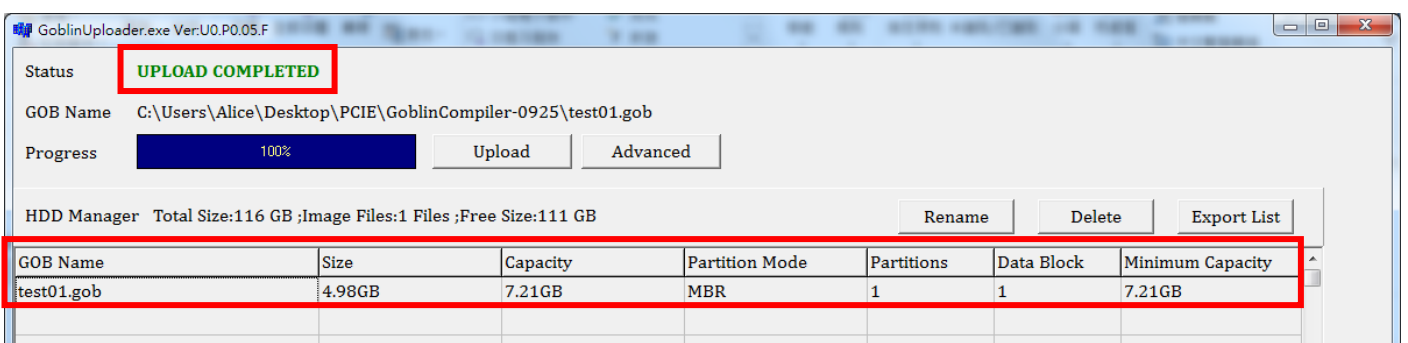 GoblinUploader.exe Ver:U0.P0.05.F
Status UPLOAD COMPLETED
GOB Name C:\Users\Alice\Desktop\PCIE\GoblinCompiler-0925\test01.gob
Progress 100% Upload Advanced
HDD Manager Total Size:116 GB ;Image Files:1 Files ;Free Size:111 GB Rename Delete Export List
GOB Name Size Capacity Partition Mode Partitions Data Block Minimum Capacity
test01.gob 4.98GB 7.21GB MBR 1 1 7.21GB